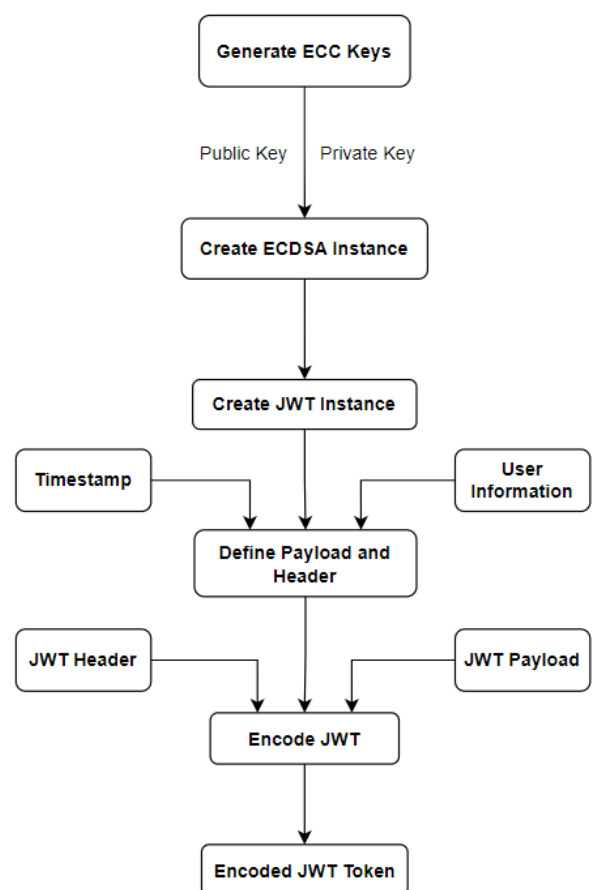 Generate ECC Keys
Public Key
Private Key
Create ECDSA Instance
Create JWT Instance
Timestamp
User
Information
Define Payload and
Header
JWT Header
JWT Payload
Encode JWT
Encoded JWT Token